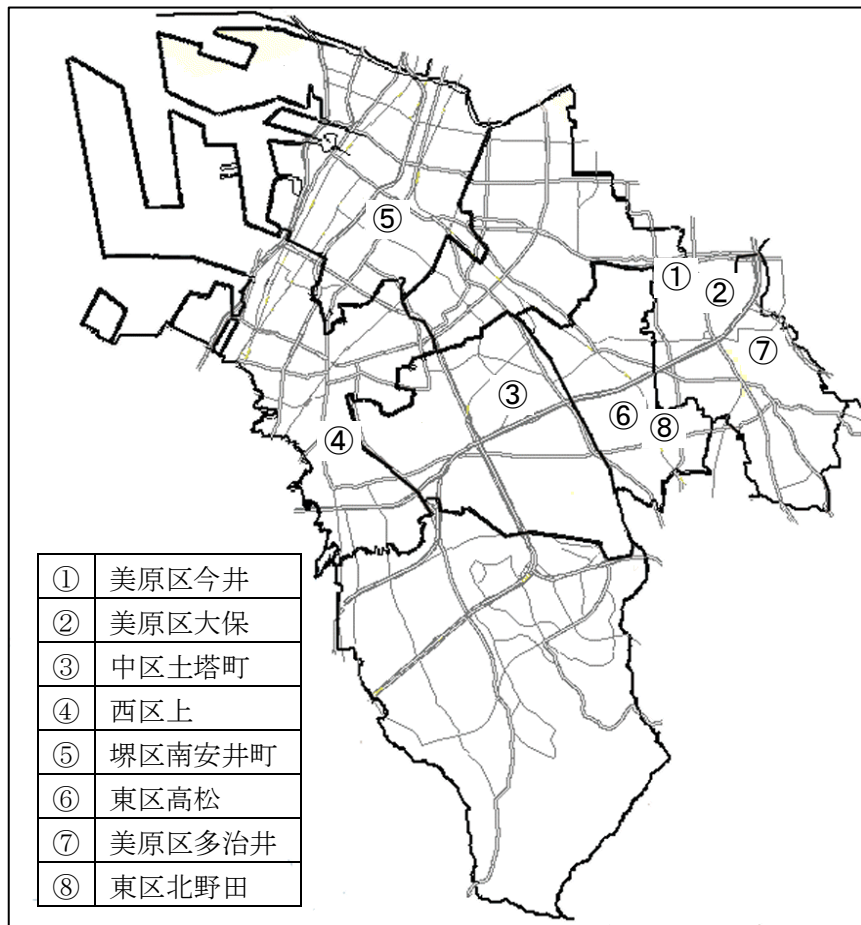 ⑤
①
②
⑦
③
⑥
⑧
④
① 美原区今井
② 美原区大保
③ 中区土塔町
④ 西区上
⑤ 堺区南安井町
⑥ 東区高松
⑦ 美原区多治井
⑧ 東区北野田